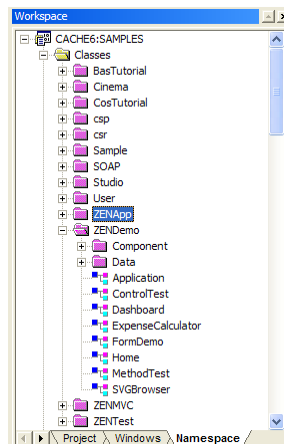 Workspace
CACHE6:SAMPLES
Classes
BasTutorial
Cinema
CosTutorial
csp
csr
Sample
SOAP
Studio
User
ZENApp
ZENDemo
Component
Data
Application
ControlTest
Dashboard
ExpenseCalculator
FormDemo
Home
MethodTest
SVGBrowser
ZENMVC
ZENTest
Project Windows Namespace